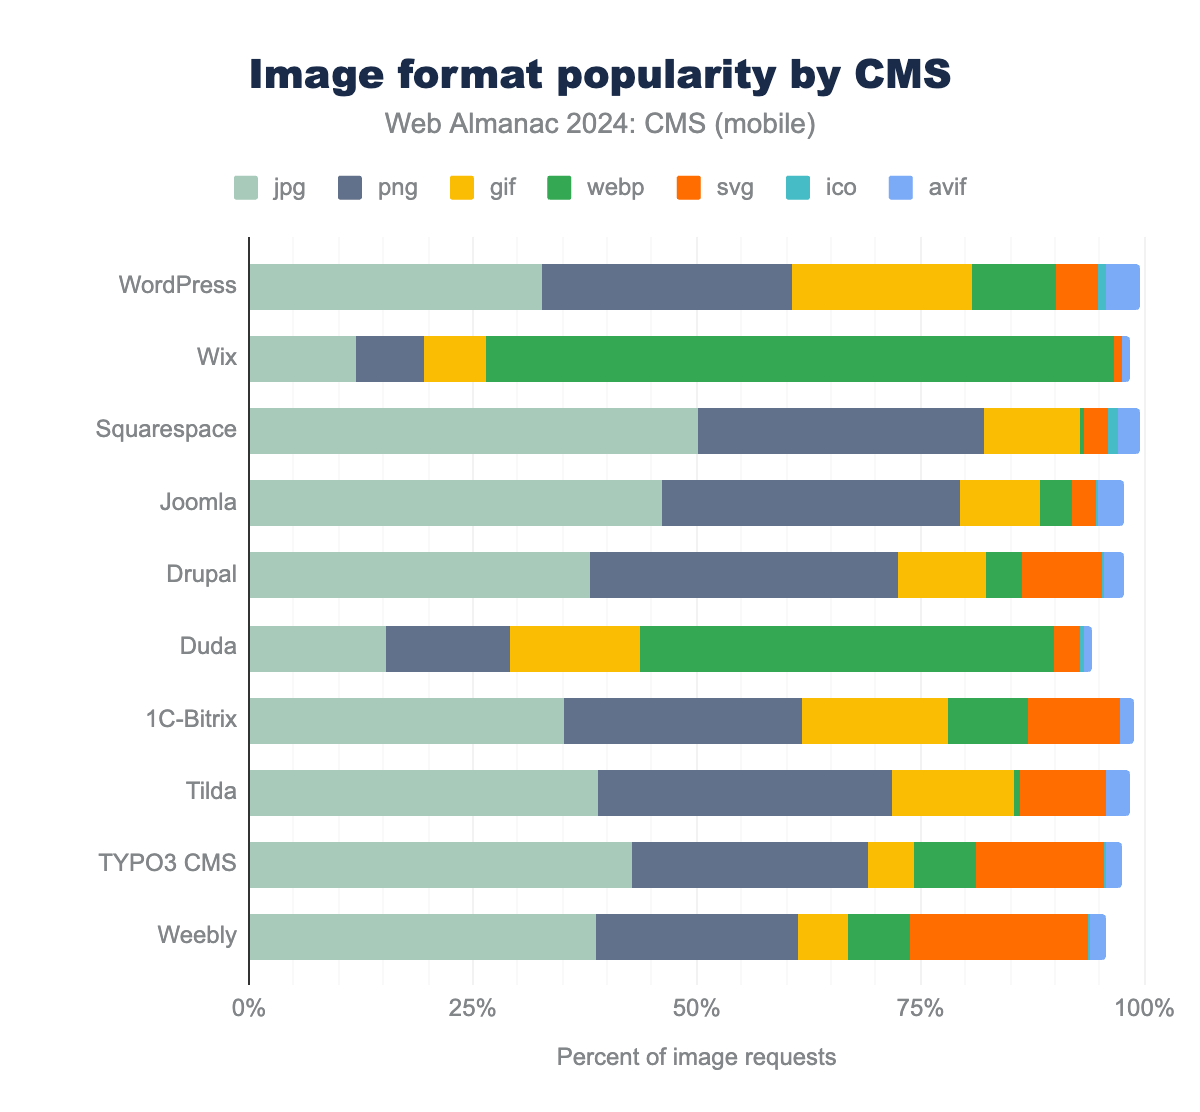 Image format popularity by CMS
Web Almanac 2024: CMS (mobile)
jpg png gif webp svg ico avif
WordPress
Wix
Squarespace
Joomla
Drupal
Duda
1C-Bitrix
Tilda
TYPO3 CMS
Weebly
0% 25% 50% 75% 100%
Percent of image requests